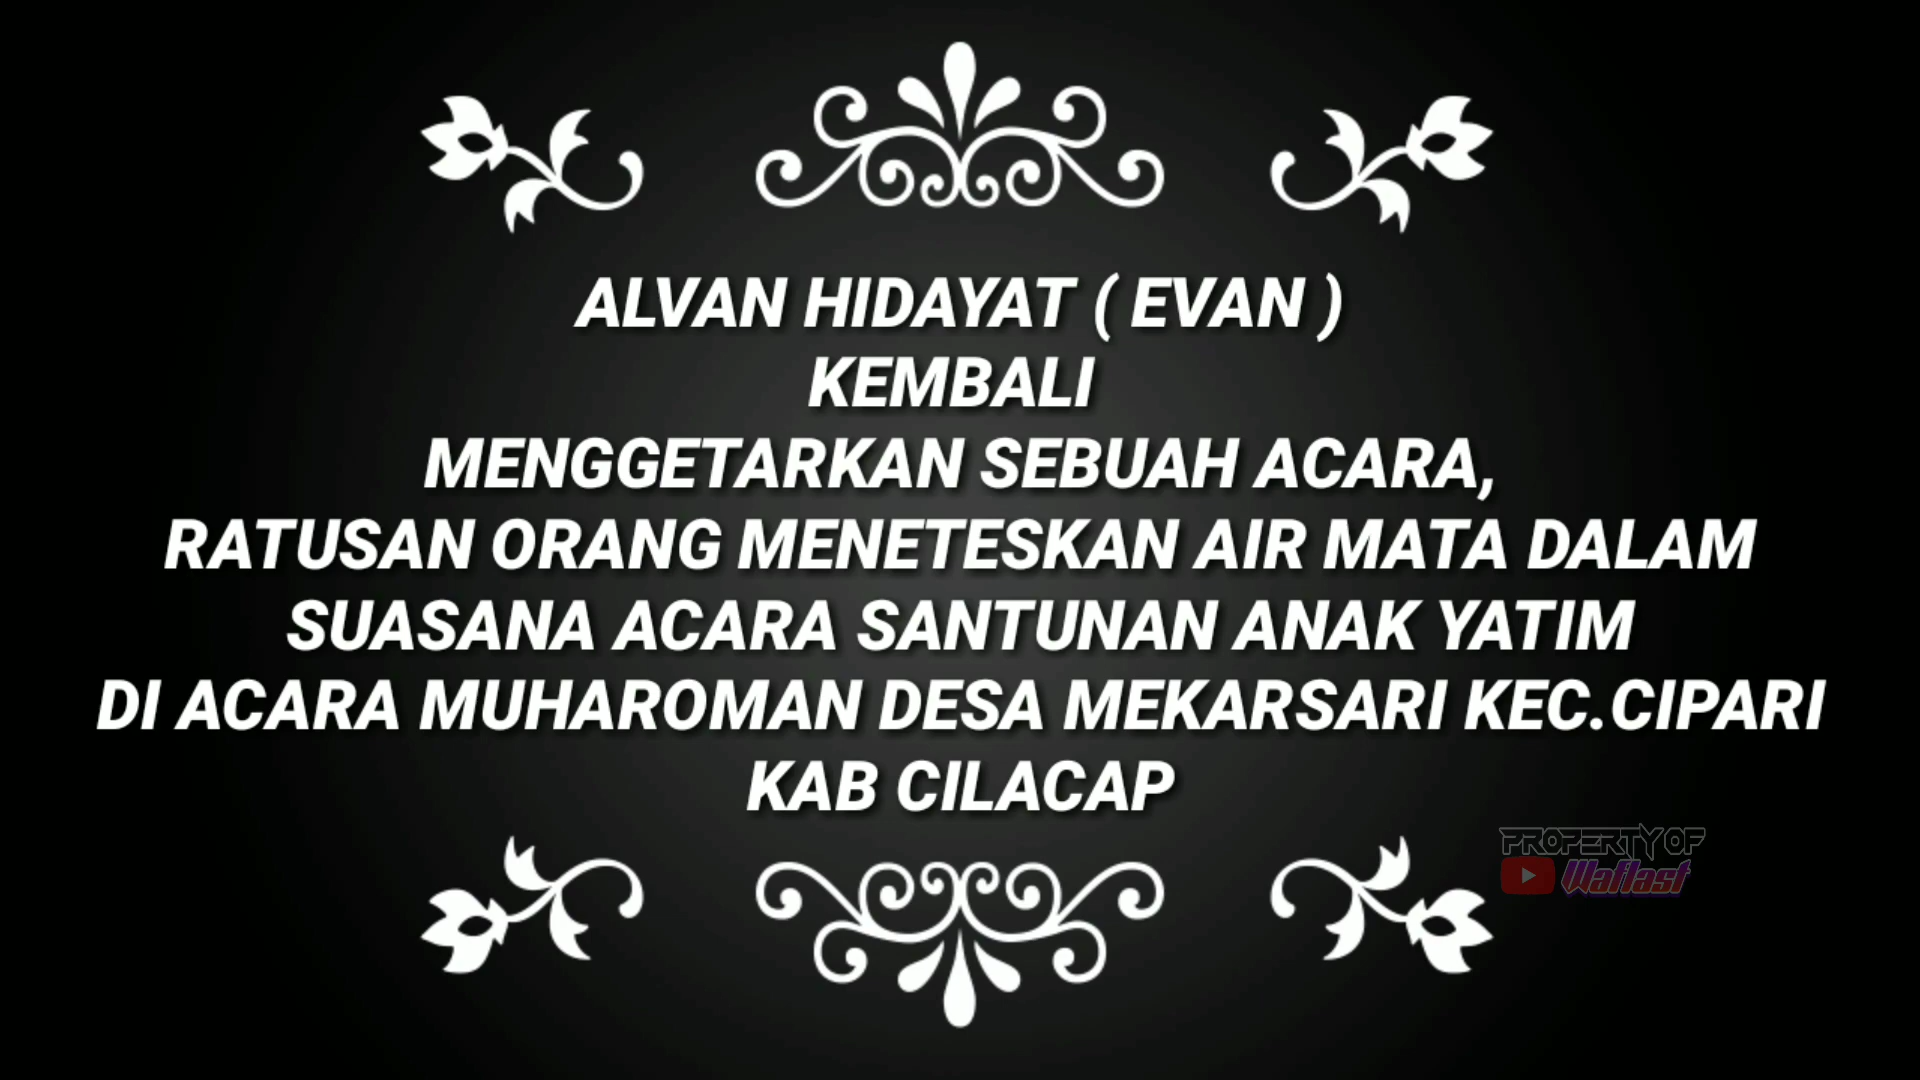 ALVAN HIDAYAT ( EVAN )
KEMBALI
MENGGETARKAN SEBUAH ACARA,
RATUSAN ORANG MENETESKAN AIR MATA DALAM
SUASANA ACARA SANTUNAN ANAK YATIM
DI ACARA MUHAROMAN DESA MEKARSARI KEC.CIPARI
KAB CILACAP
PROPERTY OF
Waflast